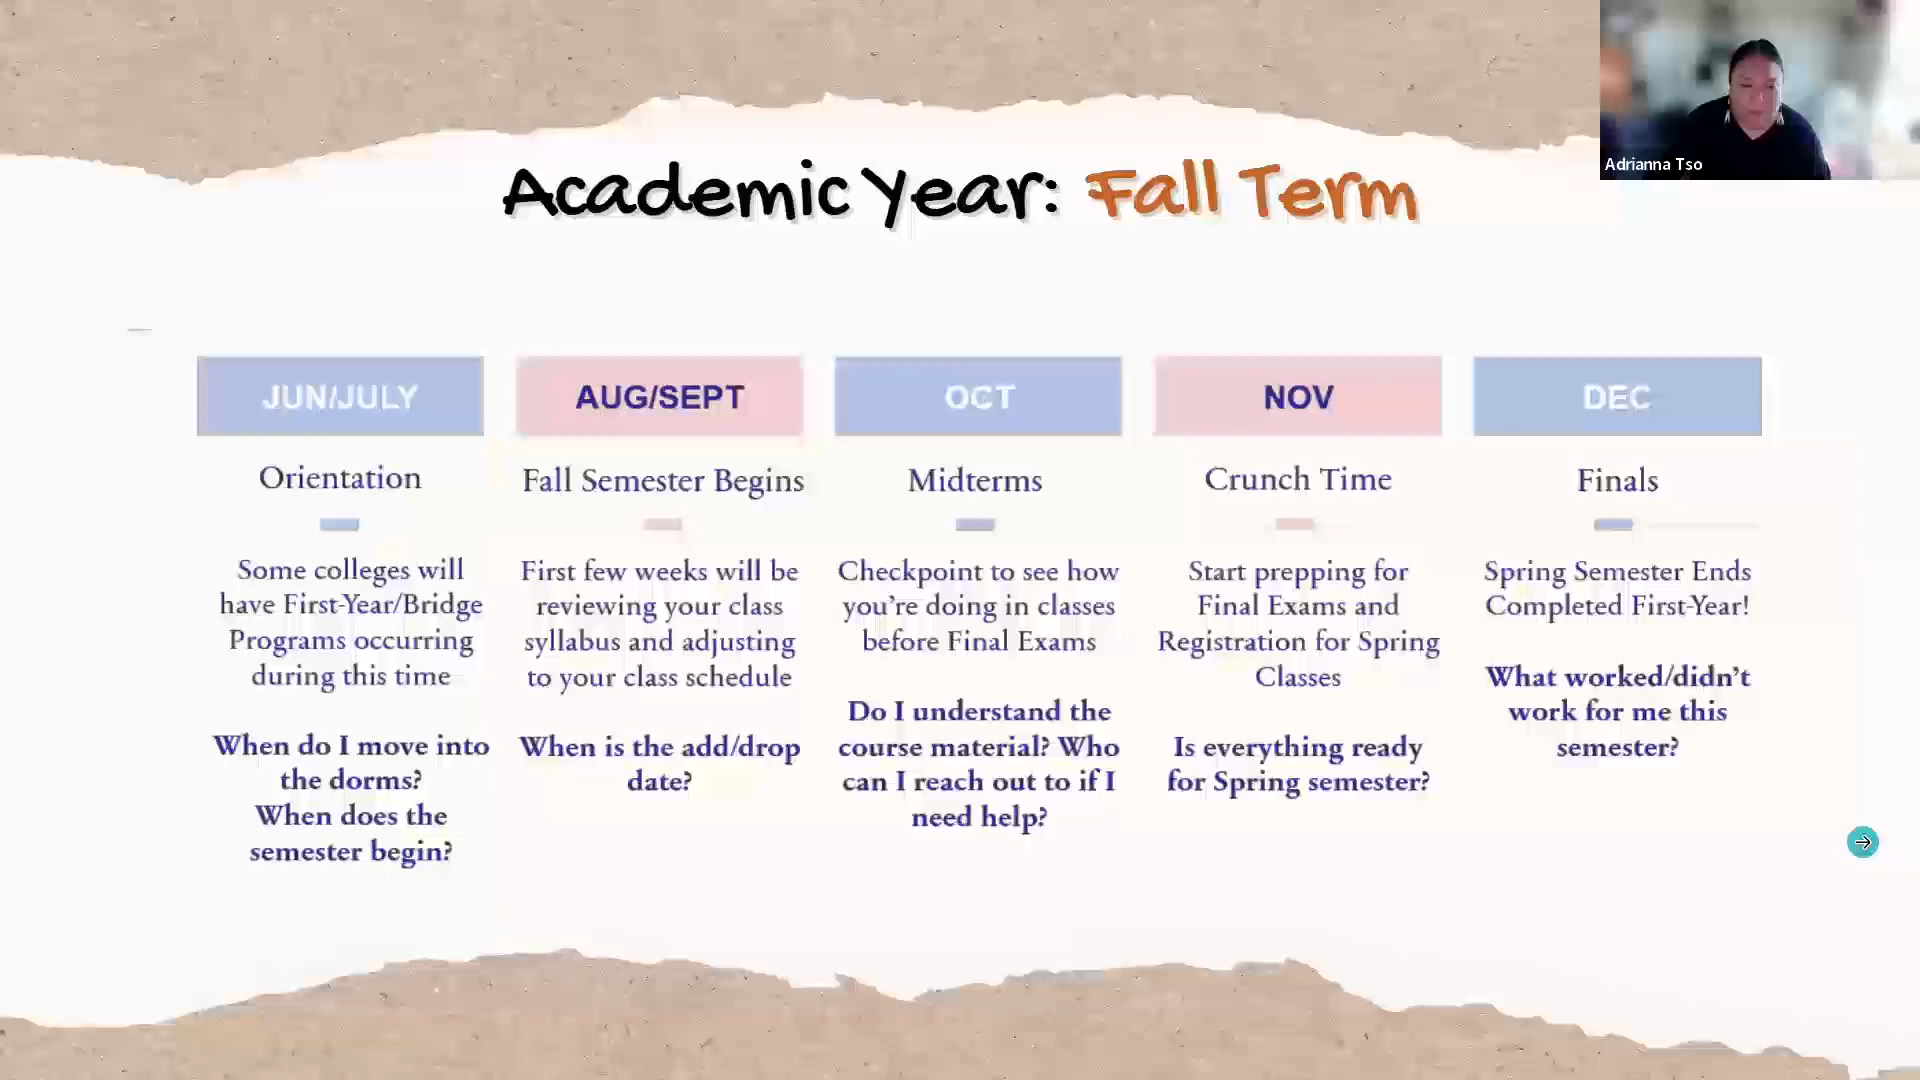 Adrianna Tso
Academic Year: Fall Term
JUN/JULY
Orientation
Some colleges will
have First-Year/Bridge
Programs occurring
during this time
When do I move into
the dorms?
When does the
semester begin?
AUG/SEPT
Fall Semester Begins
First few weeks will be
reviewing your class
syllabus and adjusting
to your class schedule
When is the add/drop
date?
OCT
Midterms
Checkpoint to see how
you’re doing in classes
before Final Exams
Do I understand the
course material? Who
can I reach out to if I
need help?
NOV
Crunch Time
Start prepping for
Final Exams and
Registration for Spring
Classes
Is everything ready
for Spring semester?
DEC
Finals
Spring Semester Ends
Completed First-Year!
What worked/didn’t
work for me this
semester?